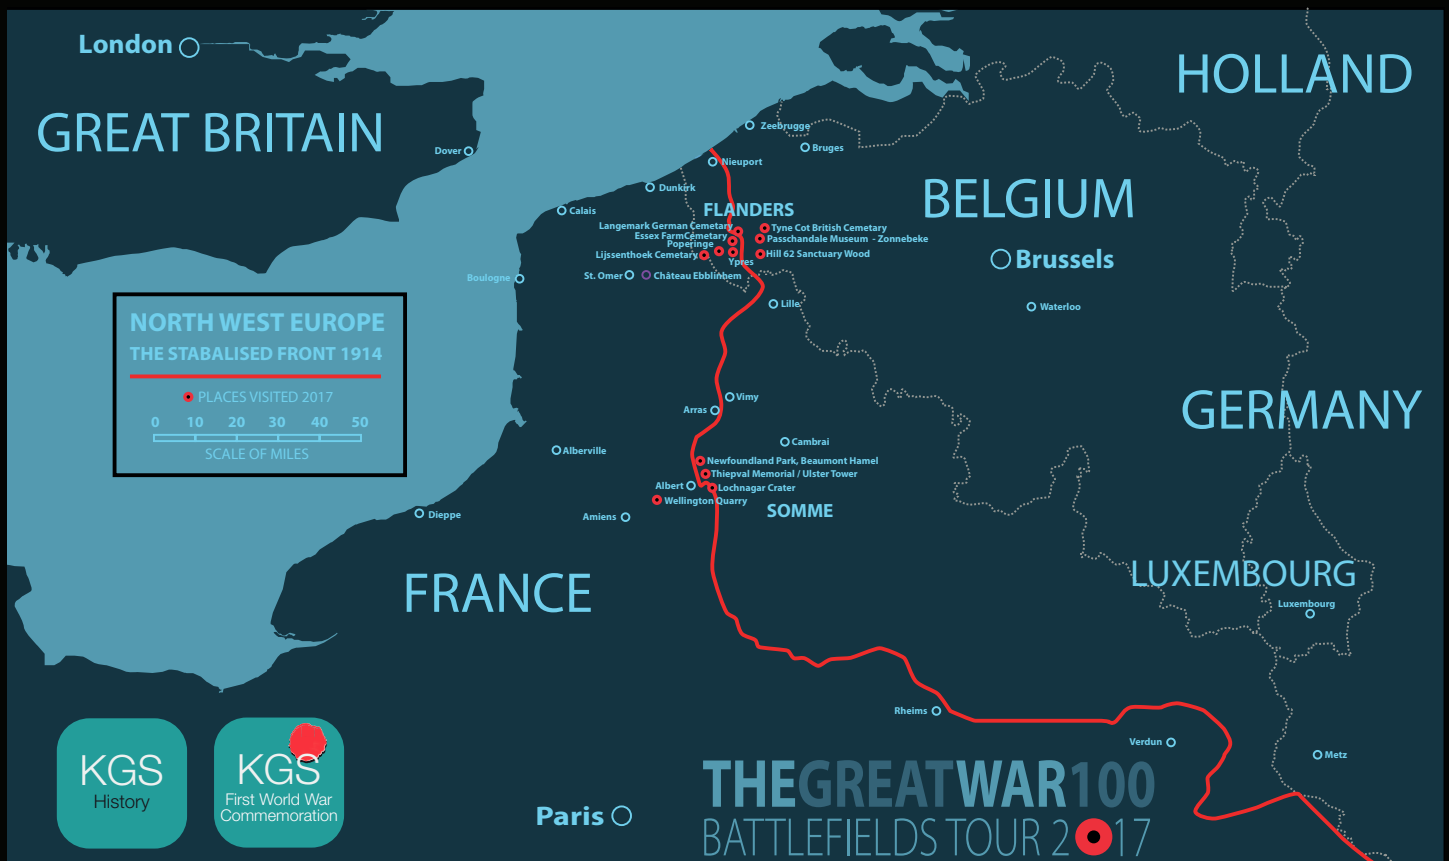 London
HOLLAND
GREAT BRITAIN
Zeebrugge
Bruges
Dover
Nieuport
Dunkirk
BELGIUM
Calais
FLANDERS
Langemark German Cemetary
Tyne Cot British Cemetary
Essex FarmCemetary
Passchandale Museum - Zonnebeke
Poperinge
Lijssenthoek Cemetary
Hill 62 Sanctuary Wood
Ypres
Brussels
St. Omer
Château Ebblinhem
Boulogne
Lille
Waterloo
NORTH WEST EUROPE
THE STABALISED FRONT 1914
PLACES VISITED 2017
0 10 20 30 40 50
SCALE OF MILES
Vimy
Arras
GERMANY
Cambrai
Alberville
Newfoundland Park, Beaumont Hamel
Thiepval Memorial / Ulster Tower
Albert
Lochnagar Crater
Wellington Quarry
SOMME
Dieppe
Amiens
FRANCE
LUXEMBOURG
Luxembourg
Rheims
Verdun
Metz
KGS
History
KGS
First World War
Commemoration
Paris
THEGREATWAR100
BATTLEFIELDS TOUR 2017